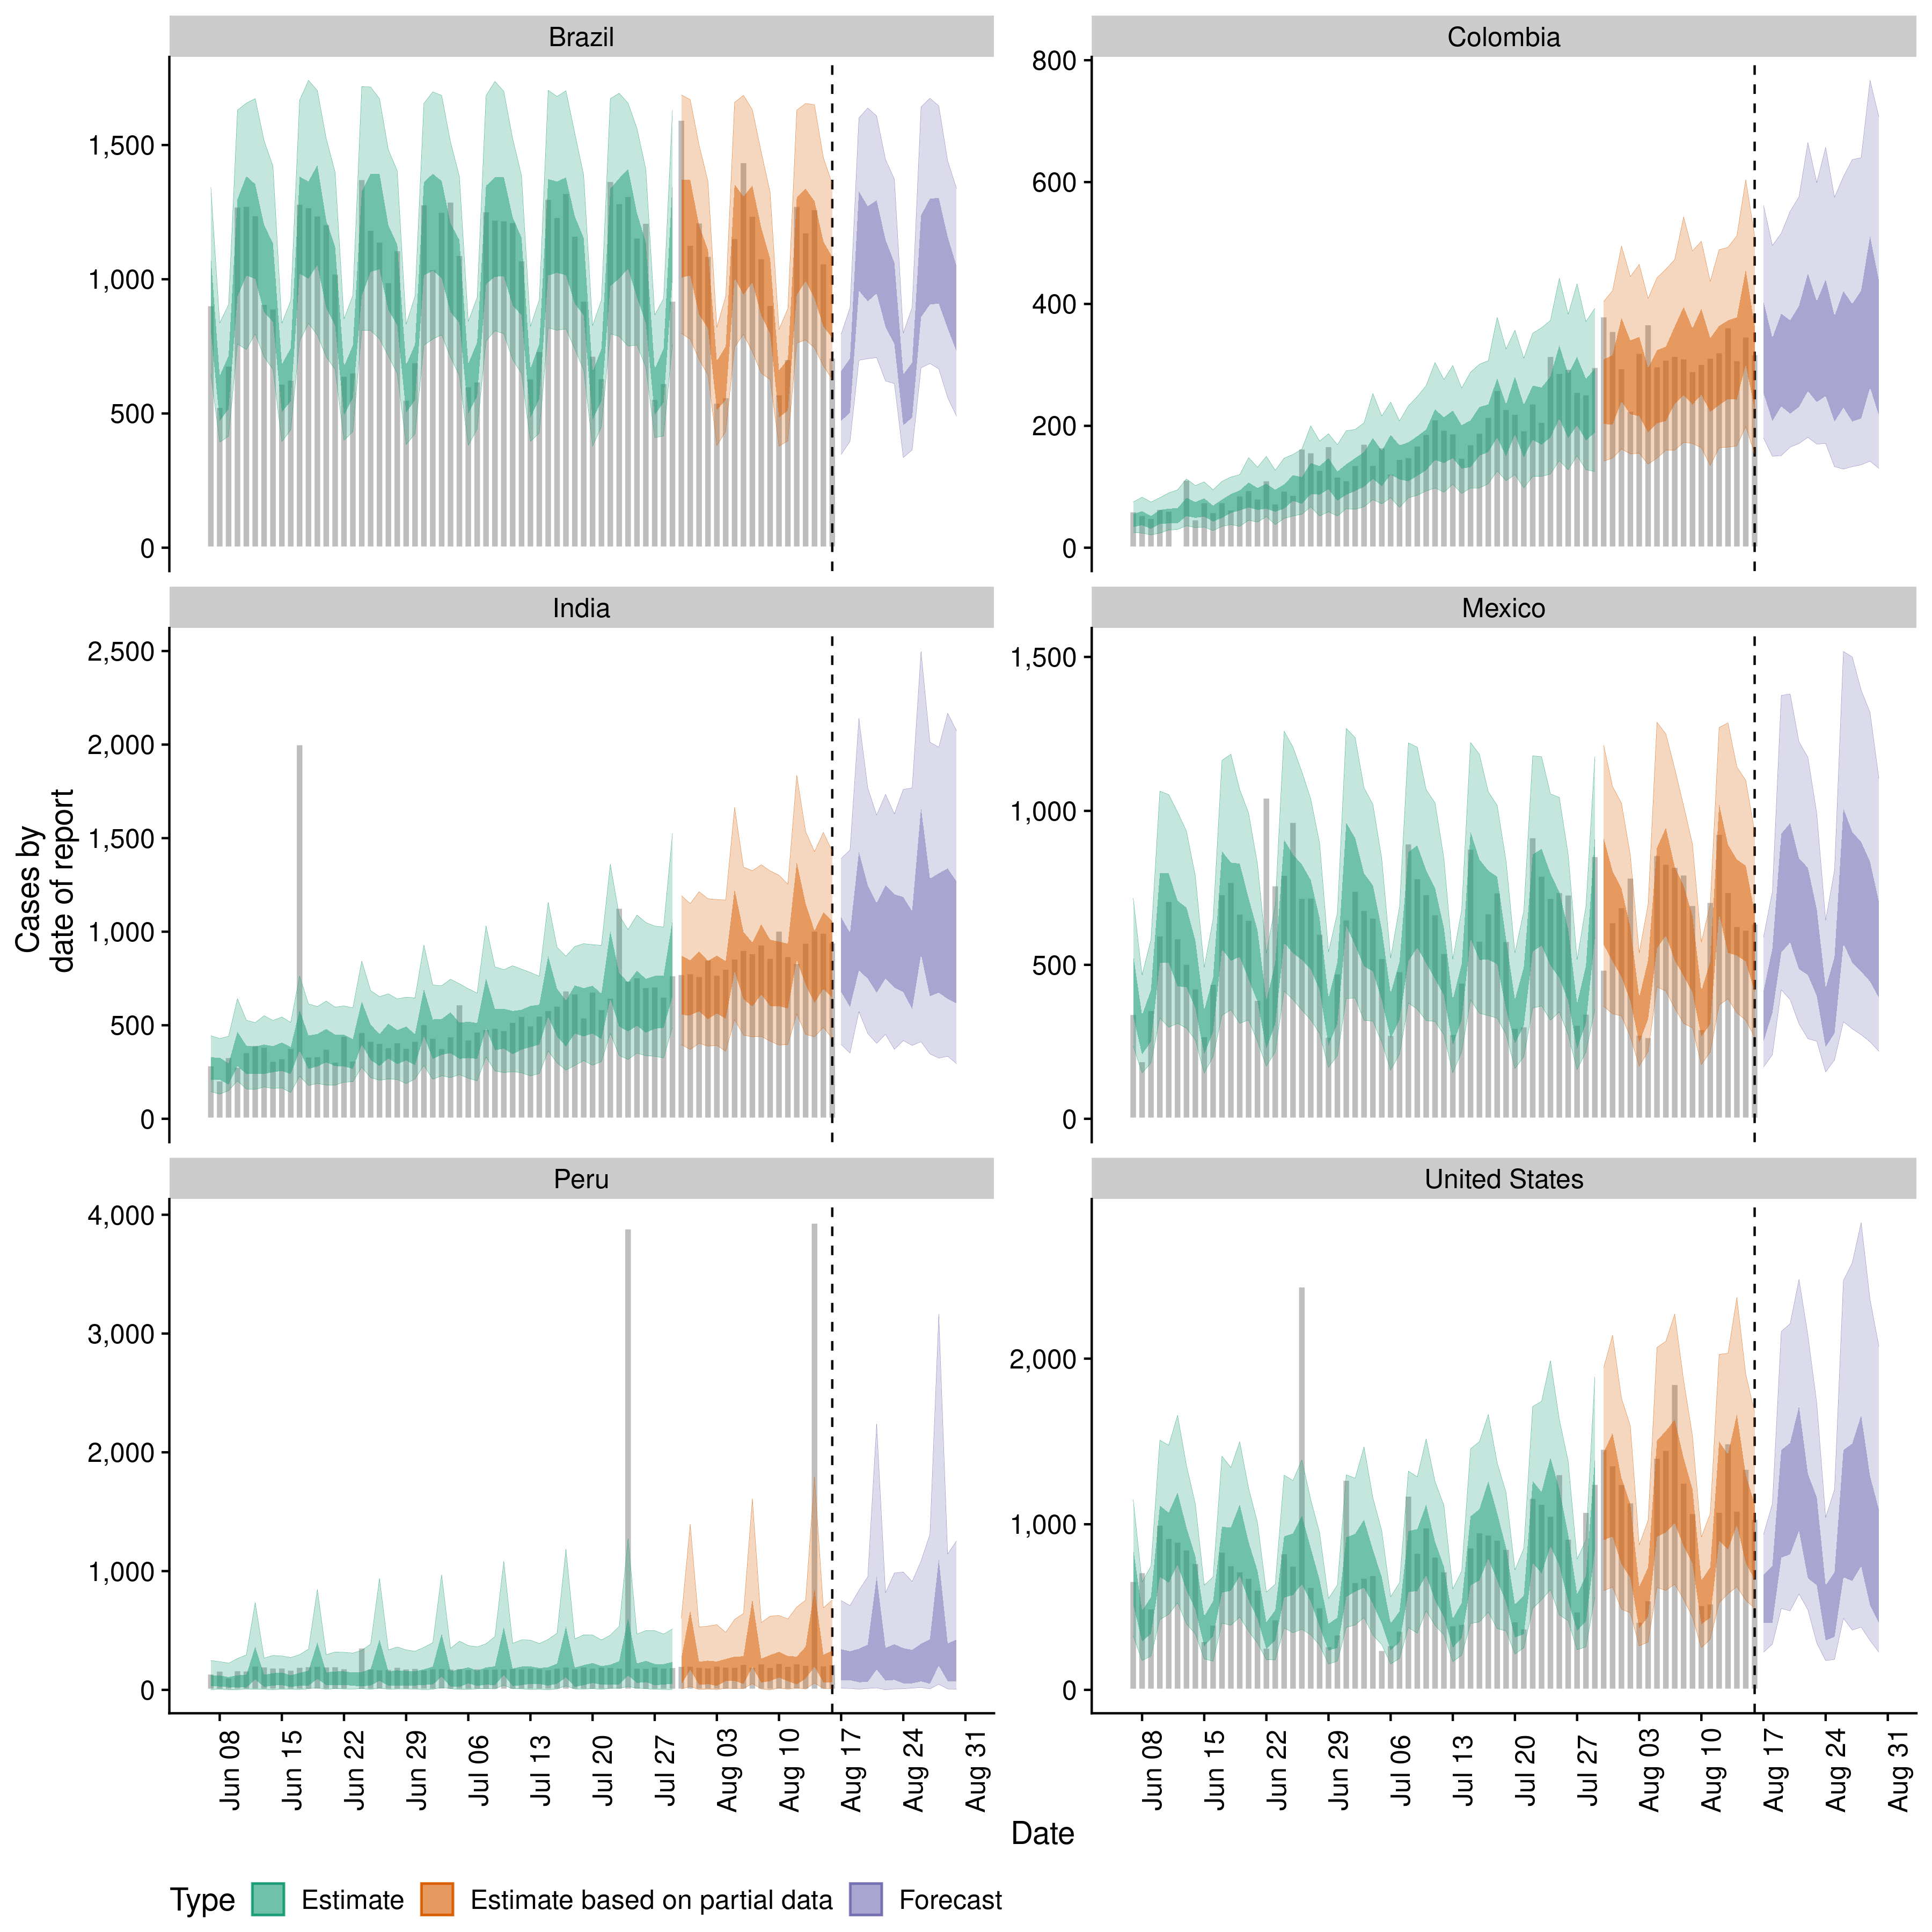 Brazil
Colombia
1,500
1,000
500
0
800
600
400
200
0
India
Mexico
2,500
2,000
1,500
1,000
500
0
1,500
1,000
500
0
Cases by
date of report
Peru
United States
4,000
3,000
2,000
1,000
0
2,000
1,000
0
Jun 08
Jun 15
Jun 22
Jun 29
Jul 06
Jul 13
Jul 20
Jul 27
Aug 03
Aug 10
Aug 17
Aug 24
Aug 31
Jun 08
Jun 15
Jun 22
Jun 29
Jul 06
Jul 13
Jul 20
Jul 27
Aug 03
Aug 10
Aug 17
Aug 24
Aug 31
Date
Type Estimate Estimate based on partial data Forecast